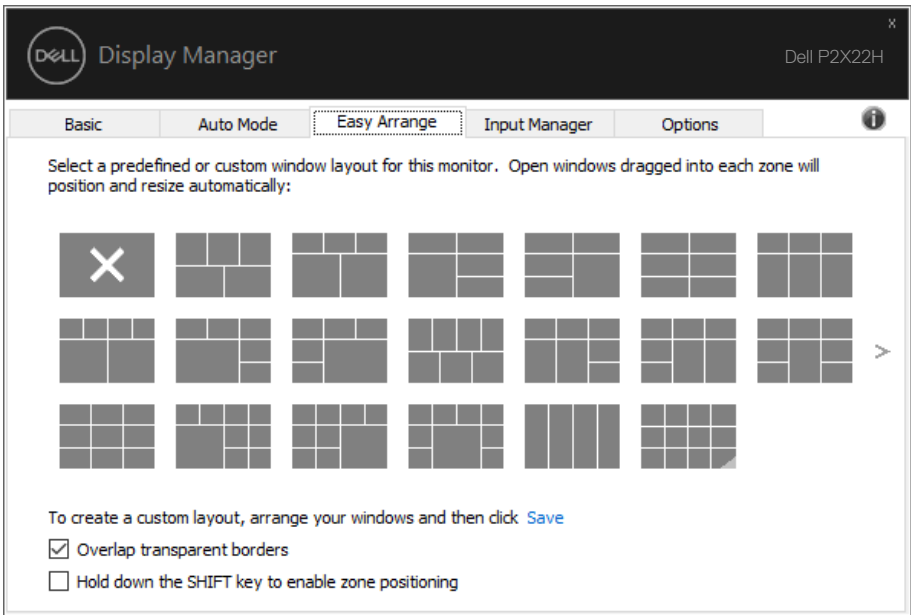 x
DELL
Display Manager
Dell P2X22H
Basic
Auto Mode
Easy Arrange
Input Manager
Options
i
Select a predefined or custom window layout for this monitor. Open windows dragged into each zone will
position and resize automatically:
>
To create a custom layout, arrange your windows and then click Save
Overlap transparent borders
Hold down the SHIFT key to enable zone positioning